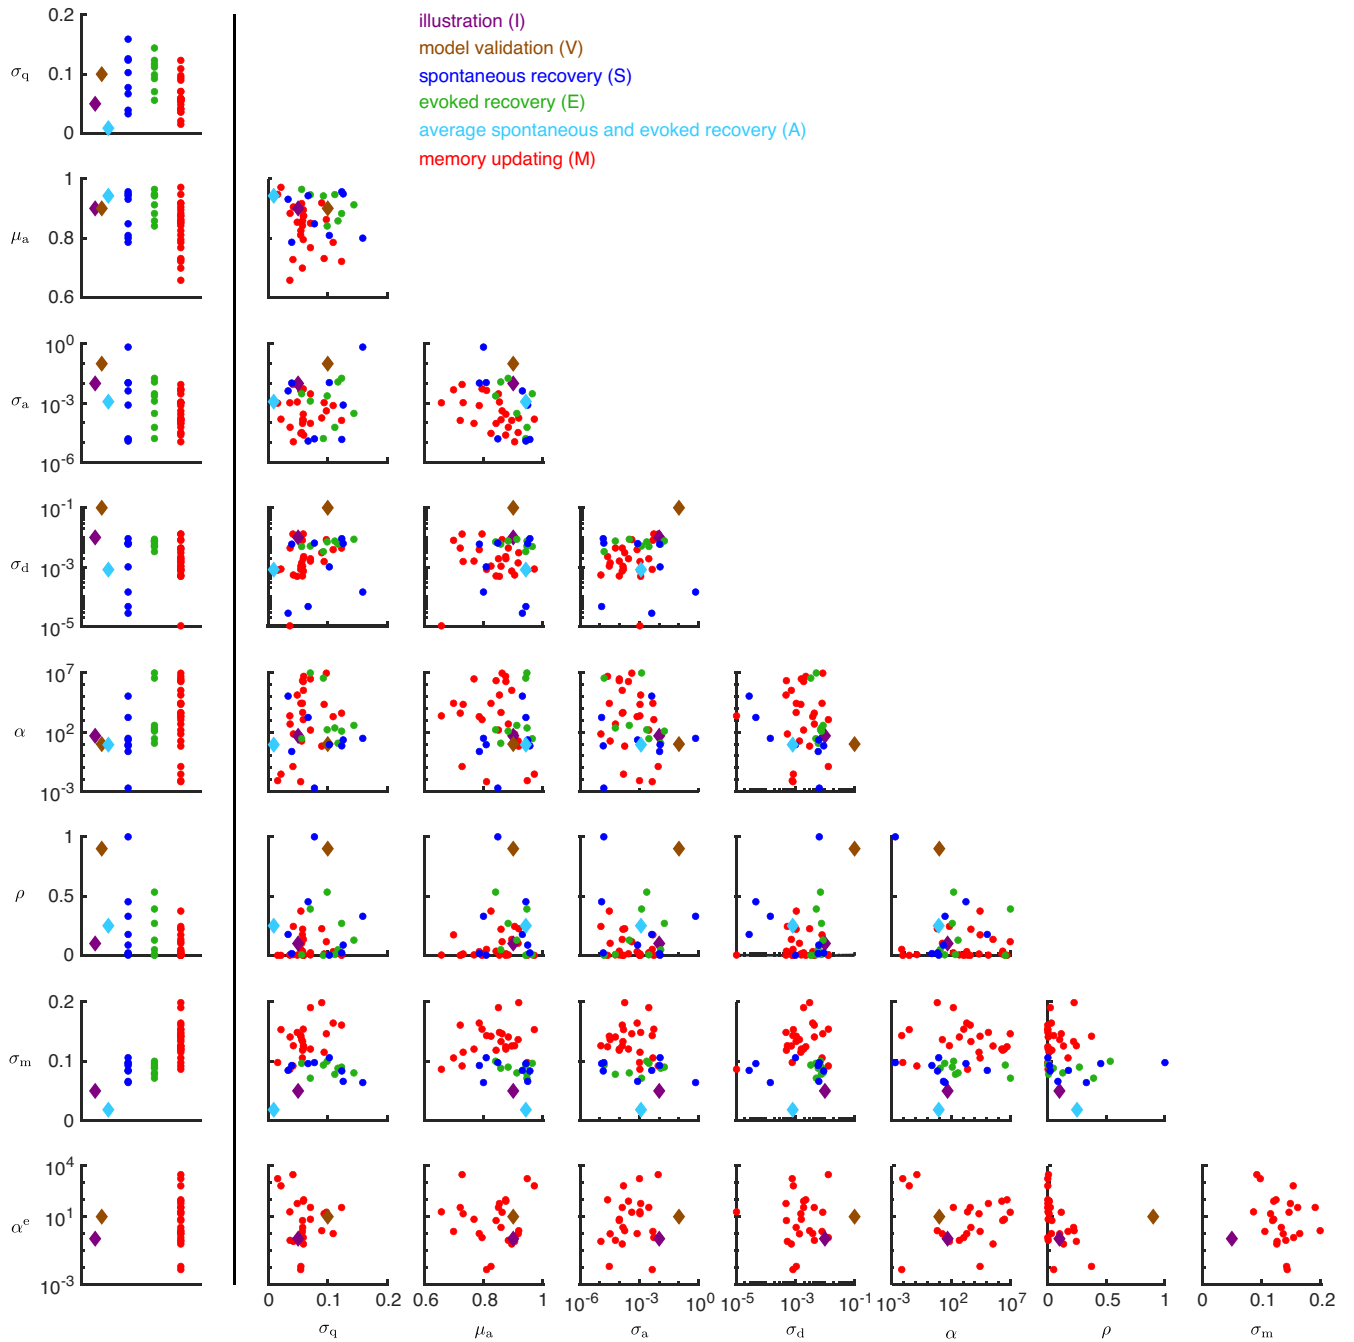 illustration (I)
model validation (V)
spontaneous recovery (S)
evoked recovery (E)
average spontaneous and evoked recovery (A)
memory updating (M)
0.2
σq 0.1
0
1
μa 0.8
0.6
0 0.2
10^0
σa 10^-3
10^-6
10^-1
σd 10^-3
10^-5
10^7
α 10^2
10^-3
1
ρ 0.5
0
0.2
σm 0.1
0
10^4
αe 10^1
10^-3
0 0.1 0.2 0.6 0.8 1 10^-6 10^-3 10^0 10^-5 10^-3 10^-1 10^-3 10^2 10^7 0 0.5 1 0 0.1 0.2
σq μa σa σd α ρ σm